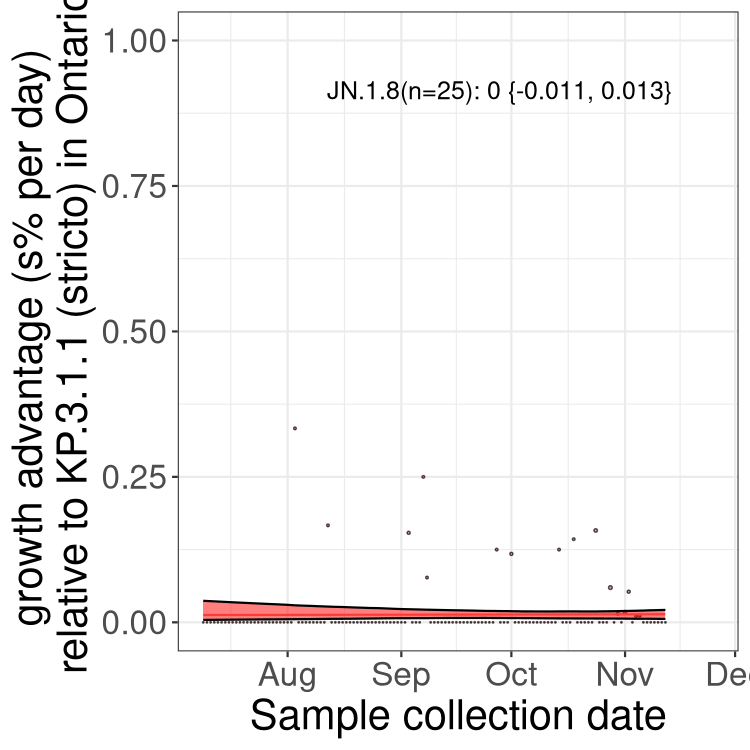 growth advantage (s% per day)
relative to KP.3.1.1 (stricto) in Ontario
1.00
0.75
0.50
0.25
0.00
JN.1.8(n=25): 0 {-0.011, 0.013}
Aug Sep Oct Nov Dec
Sample collection date